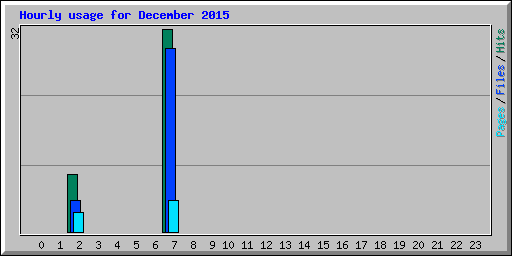 Hourly usage for December 2015
32
Pages/Files/Hits
0 1 2 3 4 5 6 7 8 9 10 11 12 13 14 15 16 17 18 19 20 21 22 23